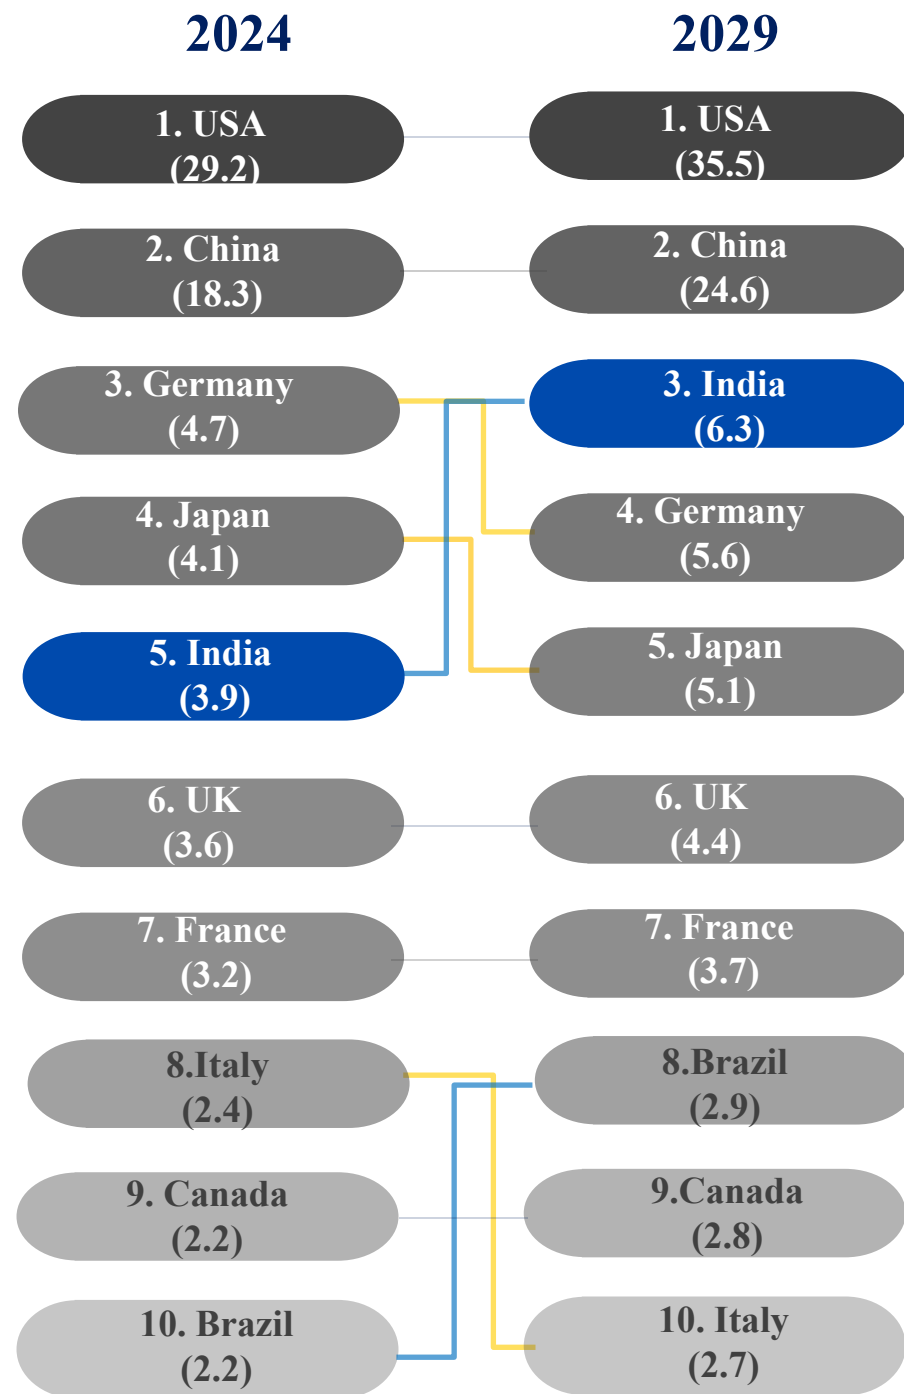 2024
2029
1. USA
(29.2)
1. USA
(35.5)
2. China
(18.3)
2. China
(24.6)
3. Germany
(4.7)
3. India
(6.3)
4. Japan
(4.1)
4. Germany
(5.6)
5. India
(3.9)
5. Japan
(5.1)
6. UK
(3.6)
6. UK
(4.4)
7. France
(3.2)
7. France
(3.7)
8.Italy
(2.4)
8.Brazil
(2.9)
9. Canada
(2.2)
9.Canada
(2.8)
10. Brazil
(2.2)
10. Italy
(2.7)